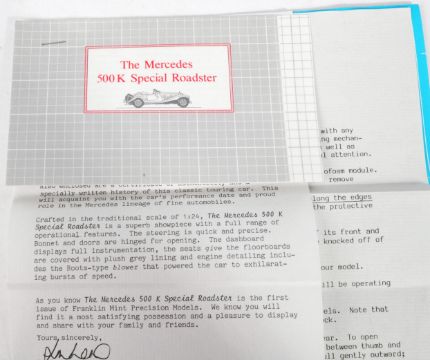 The Mercedes
500 K Special Roadster
specially written history of this classic touring car. This
will acquaint you with the car's performance date and proud
role in the Mercedes lineage of fine automobiles.
Crafted in the traditional scale of 1:24, The Mercedes 500 K
Special Roadster is a superb showpiece with a full range of
operational features. The steering is quick and precise.
Bonnet and doors are hinged for opening. The dashboard
displays full instrumentation, the seats give the floorboards
are covered with plush grey lining and engine detailing inclu-
des the Roots-type blower that powered the car to exhilarat-
ing bursts of speed.
As you know The Mercedes 500 K Special Roadster is the first
issue of Franklin Mint Precision Models. We know you will
find it a most satisfying possession and a pleasure to display
and share with your family and friends.
Yours sincerely,
with any
ng mechan-
well as
al attention.
ofoam module.
remove
long the edges
the protective
f its front and
knocked off of
our model.
ill be operating
els. Note that
ck.
ar. To open
between thumb and
ll gently outward;